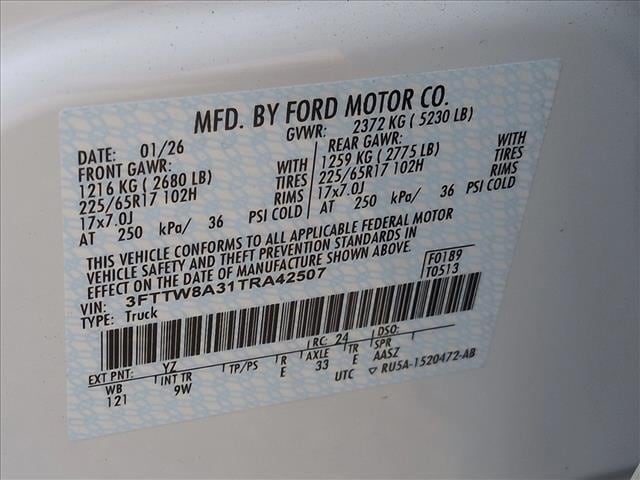 MFD. BY FORD MOTOR CO.
DATE: 01/26 GVWR: 2372 KG ( 5230 LB)
FRONT GAWR: WITH REAR GAWR: WITH
1216 KG ( 2680 LB) TIRES 1259 KG ( 2775 LB) TIRES
225/65R17 102H RIMS 225/65R17 102H RIMS
17x7.0J 17x7.0J
AT 250 kPa/ 36 PSI COLD AT 250 kPa/ 36 PSI COLD
THIS VEHICLE CONFORMS TO ALL APPLICABLE FEDERAL MOTOR
VEHICLE SAFETY AND THEFT PREVENTION STANDARDS IN
EFFECT ON THE DATE OF MANUFACTURE SHOWN ABOVE.
VIN: 3FTTW8A31TRA42507 F0189
TYPE: Truck T0513
EXT PNT: YZ RC: 24 DSO:
WB INT TR TP/PS R AXLE TR SPR
121 9W E 33 E AASZ
UTC ▽ RU5A-1520472-AB